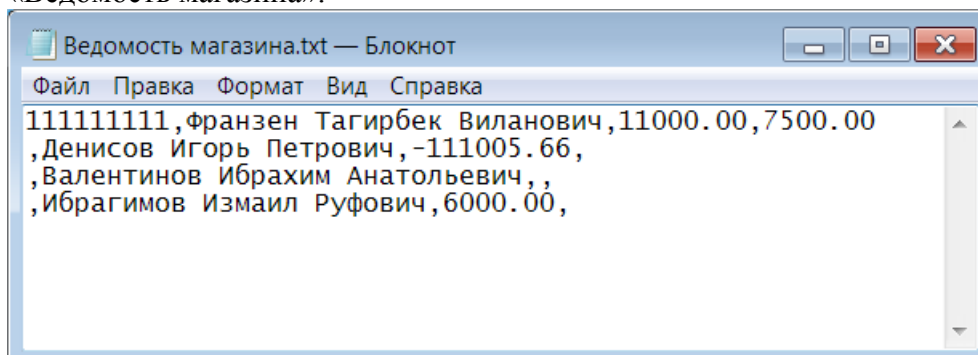 «Ведомость магазина».
Ведомость магазина.txt — Блокнот
Файл Правка Формат Вид Справка
111111111,Франзен Тагирбек Виланович,11000.00,7500.00
,Денисов Игорь Петрович,-111005.66,
,Валентинов Ибрахим Анатольевич,,
,Ибрагимов Измаил Руфович,6000.00,